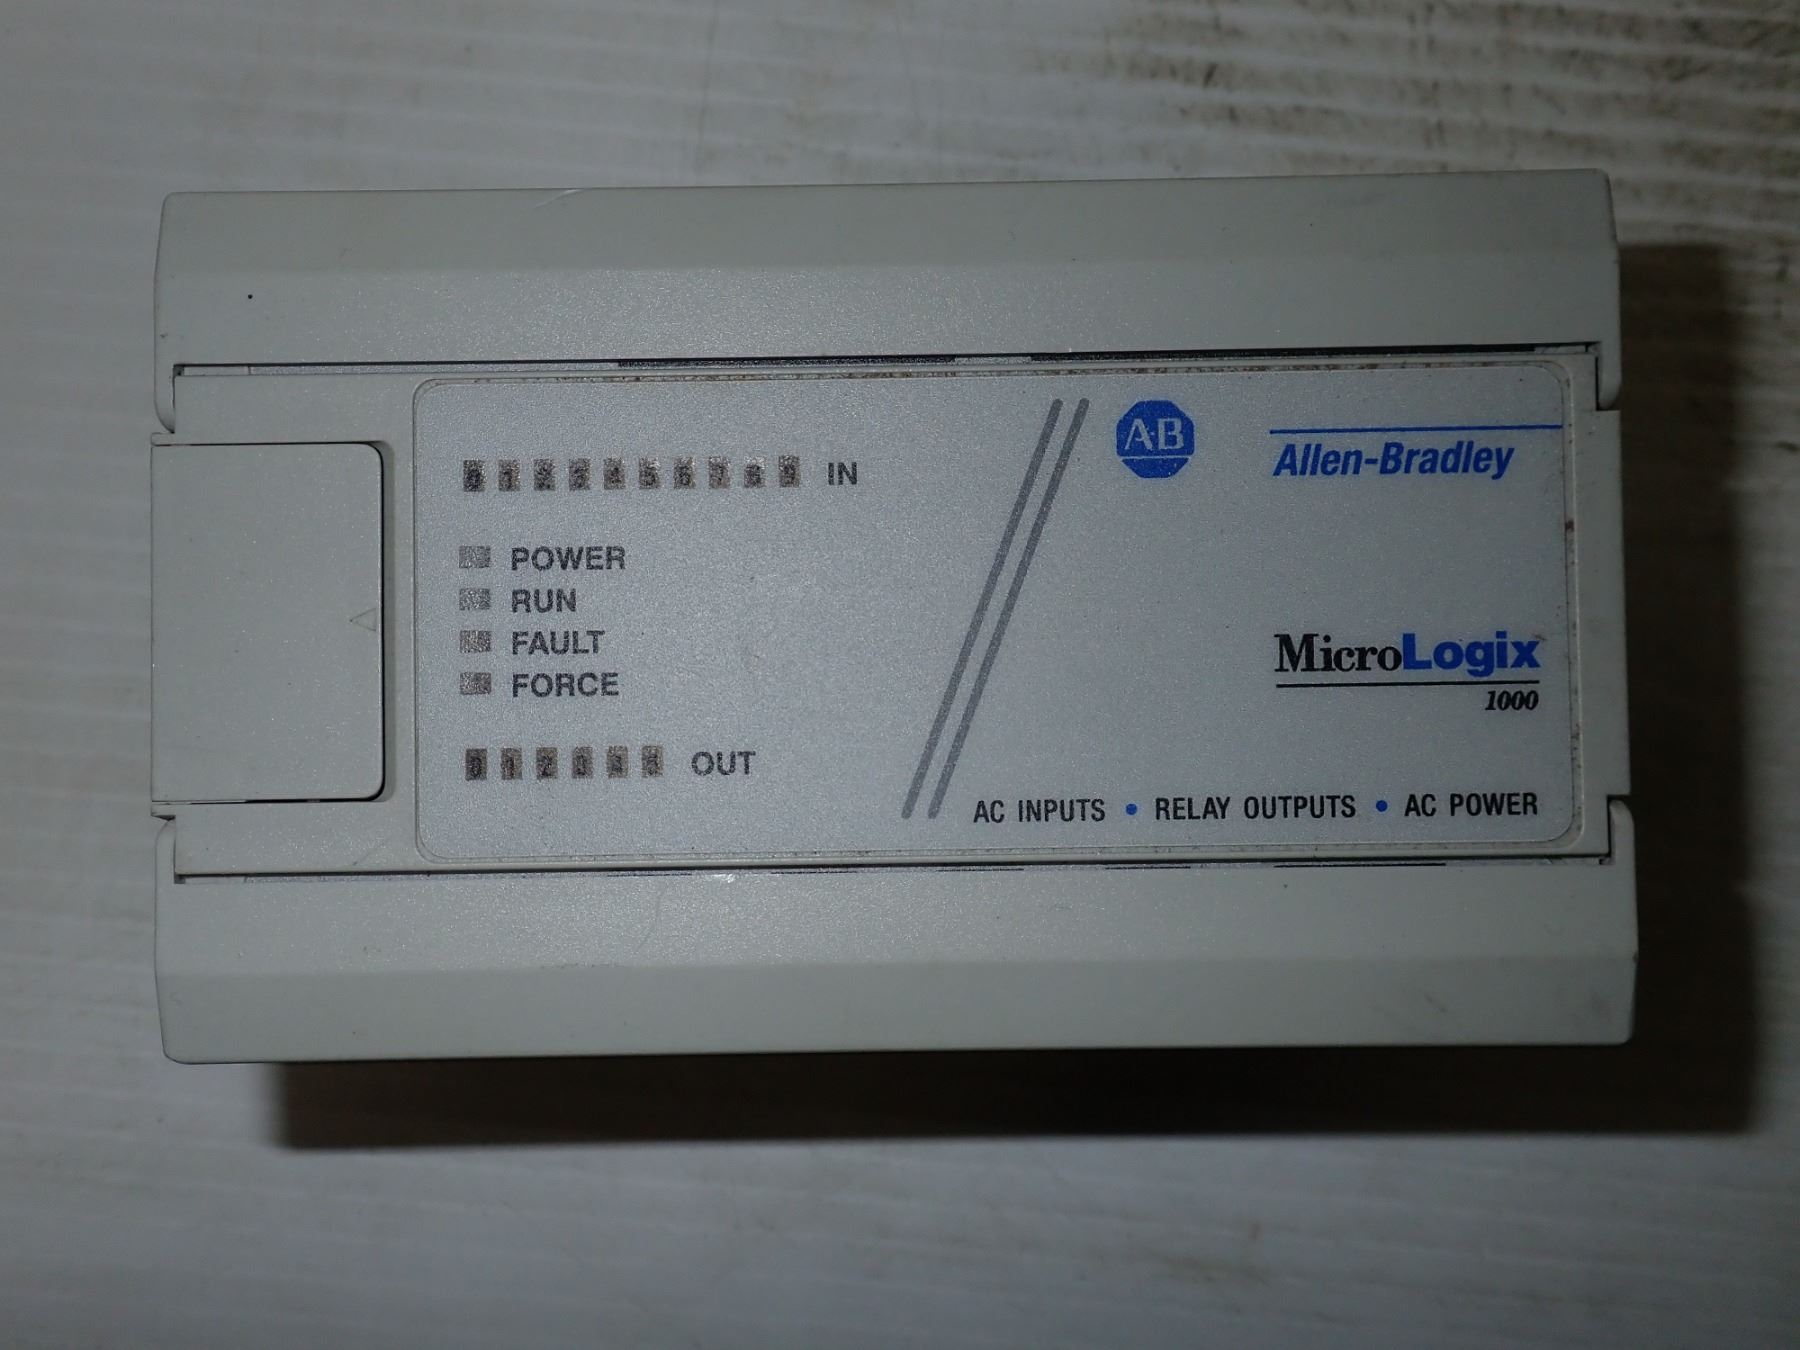 0 1 2 3 4 5 6 7 8 9 IN
POWER
RUN
FAULT
FORCE
0 1 2 3 4 5 OUT
A·B
Allen-Bradley
MicroLogix
1000
AC INPUTS • RELAY OUTPUTS • AC POWER